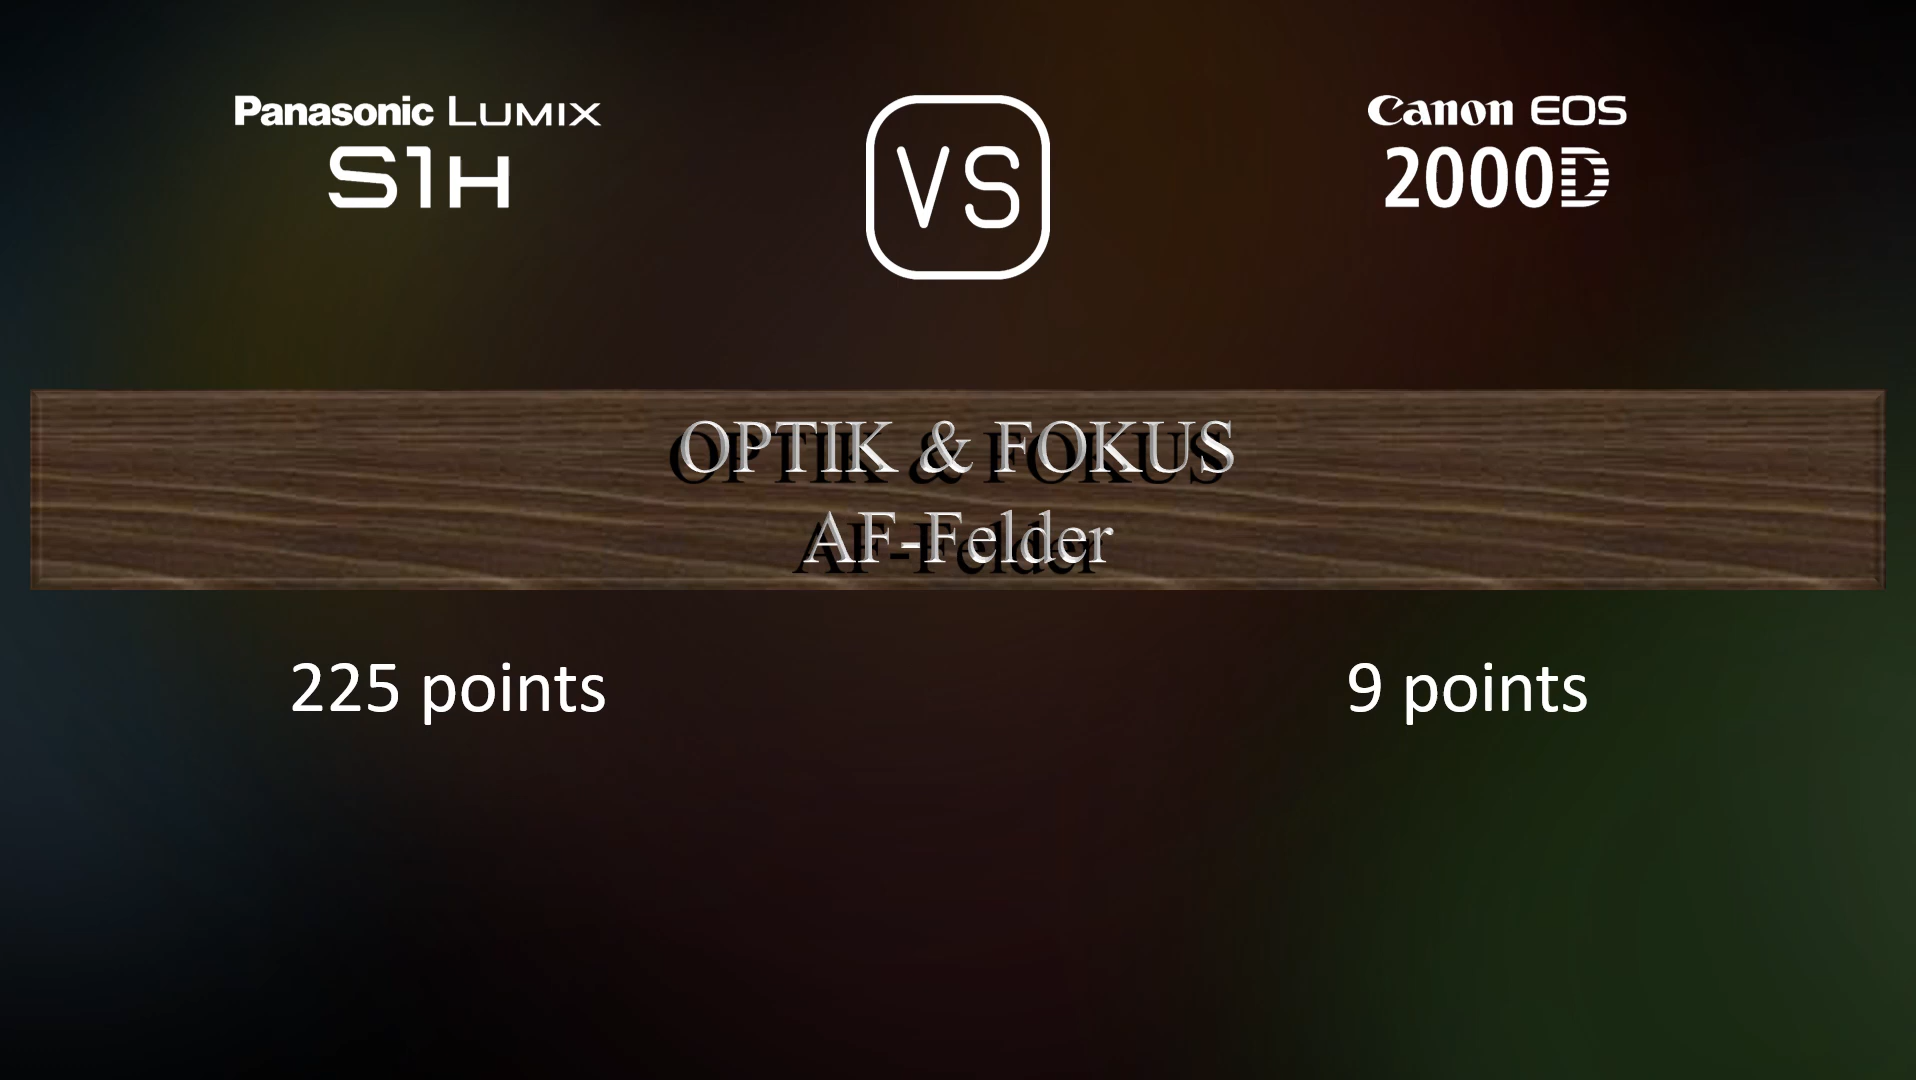 Panasonic LUMIX
S1H
VS
Canon EOS
2000D
OPTIK & FOKUS
AF-Felder
225 points
9 points